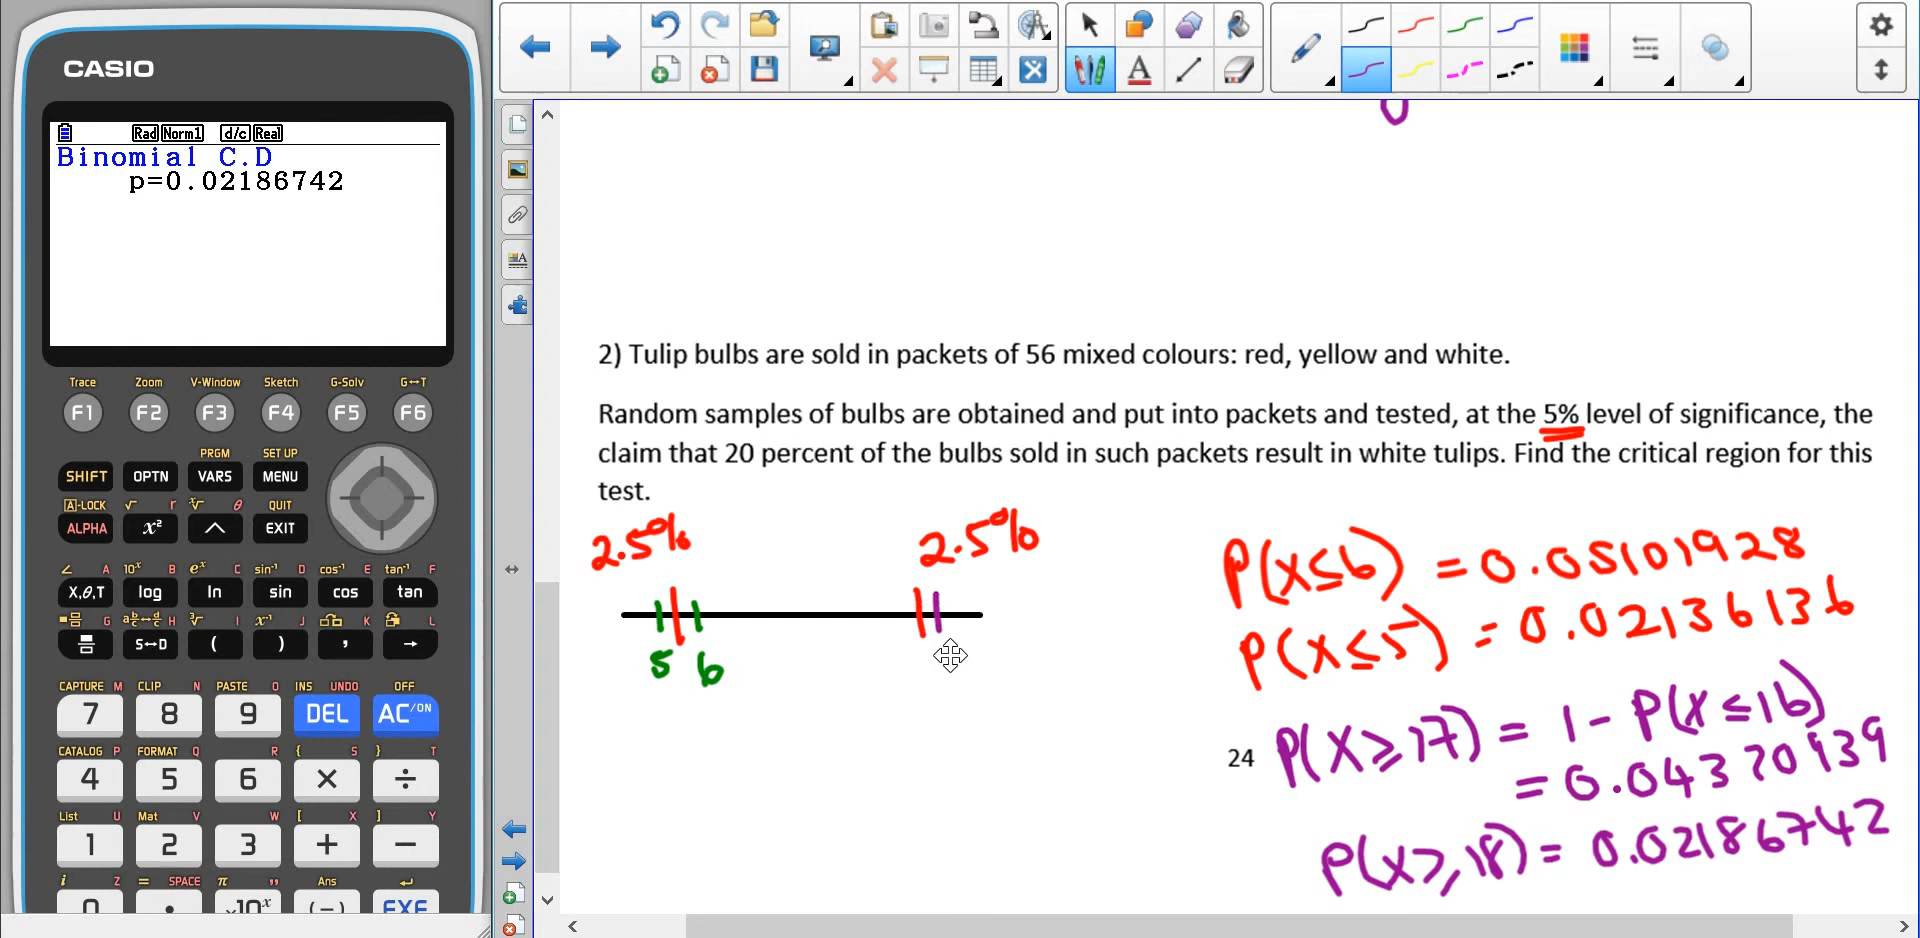 CASIO
Rad Norm1 d/c Real
Binomial C.D
p=0.02186742
Trace Zoom V-Window Sketch G-Solv G↔T
F1 F2 F3 F4 F5 F6
PRGM SET UP
SHIFT OPTN VARS MENU
A-LOCK √ r θ QUIT
ALPHA x² ^ EXIT
∠ A 10ˣ B eˣ C sin⁻¹ D cos⁻¹ E tan⁻¹ F
X,θ,T log ln sin cos tan
G H x⁻¹ I J K L
S↔D ( ) , →
CAPTURE M CLIP N PASTE O INS UNDO OFF
7 8 9 DEL AC/ON
CATALOG P FORMAT Q R { S } T
4 5 6 × ÷
List U Mat V W [ X ] Y
1 2 3 + −
i Z = SPACE π " Ans
0 . ×10ˣ (−) EXE
2) Tulip bulbs are sold in packets of 56 mixed colours: red, yellow and white.
Random samples of bulbs are obtained and put into packets and tested, at the 5% level of significance, the
claim that 20 percent of the bulbs sold in such packets result in white tulips. Find the critical region for this
test.
2.5% 2.5%
5 6
P(X≤6) = 0.05101928
P(X≤5) = 0.02136136
24
P(X≥17) = 1 - P(X≤16)
= 0.04370939
P(X≥18) = 0.02186742